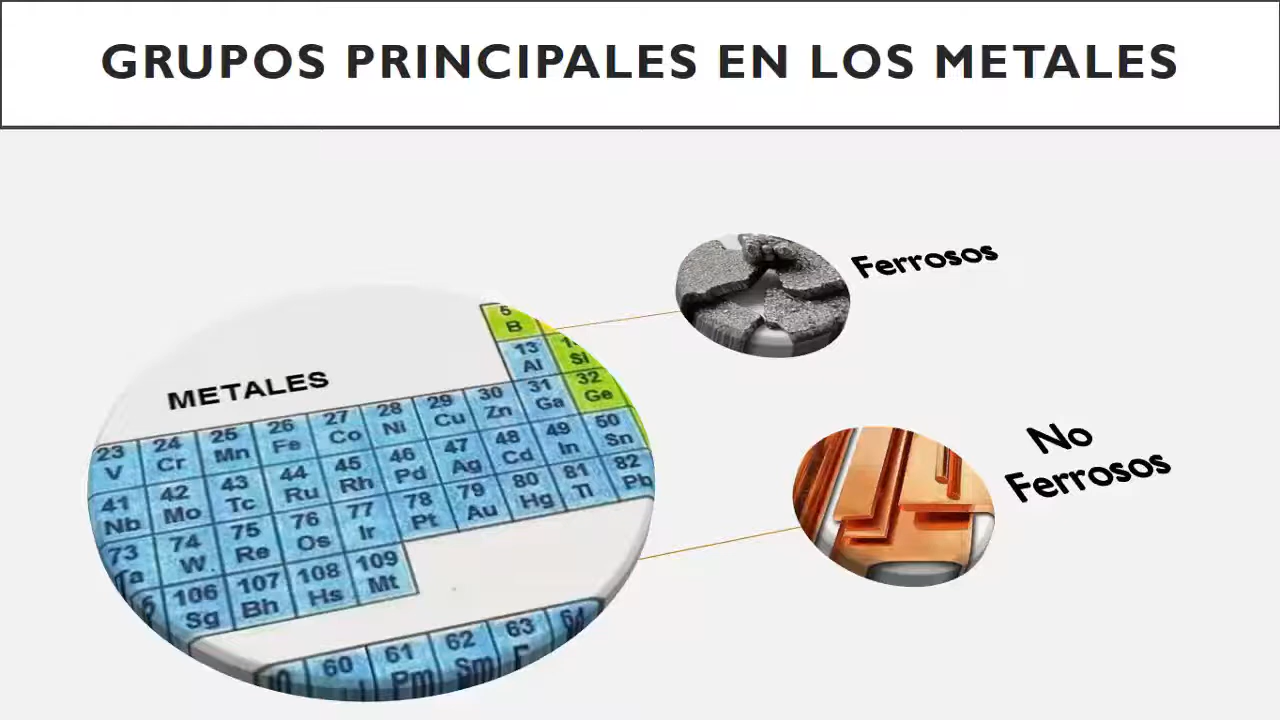 GRUPOS PRINCIPALES EN LOS METALES
Ferrosos
No
Ferrosos
METALES
5
B
13
Al
Si
31
Ga
32
Ge
23 24 25 26 27 28 29 30
V Cr Mn Fe Co Ni Cu Zn
41 42 43 44 45 46 47 48 49 50
Nb Mo Tc Ru Rh Pd Ag Cd In Sn
73 74 75 76 77 78 79 80 81 82
Ta W Re Os Ir Pt Au Hg Tl Pb
106 107 108 109
Sg Bh Hs Mt
60 61 62 63 64
Pm Sm